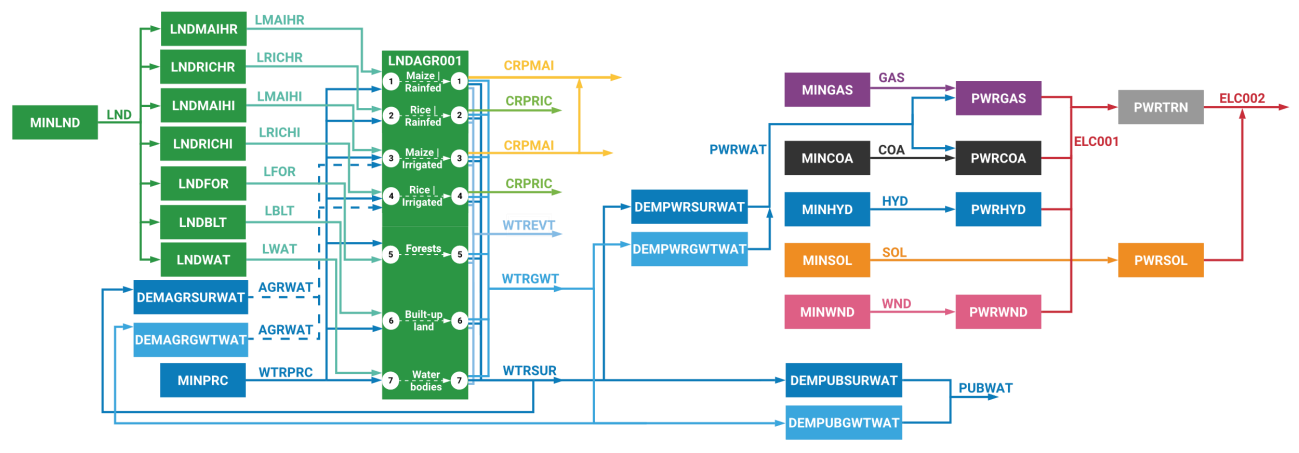 MINLND
LND
LNDMAIHR
LNDRICHR
LNDMAIHI
LNDRICHI
LNDFOR
LNDBLT
LNDWAT
LMAIHR
LRICHR
LMAIHI
LRICHI
LFOR
LBLT
LWAT
DEMAGRSURWAT
AGRWAT
DEMAGRGWTWAT
AGRWAT
MINPRC
WTRPRC
LNDAGR001
1 Maize | 1
Rainfed
2 Rice | 2
Rainfed
3 Maize | 3
Irrigated
4 Rice | 4
Irrigated
5 Forests 5
6 Built-up 6
land
7 Water 7
bodies
CRPMAI
CRPRIC
CRPMAI
CRPRIC
WTREVT
WTRGWT
WTRSUR
DEMPWRSURWAT
DEMPWRGWTWAT
PWRWAT
MINGAS
GAS
PWRGAS
MINCOA
COA
PWRCOA
MINHYD
HYD
PWRHYD
MINSOL
SOL
PWRSOL
MINWND
WND
PWRWND
ELC001
PWRTRN
ELC002
DEMPUBSURWAT
DEMPUBGWTWAT
PUBWAT